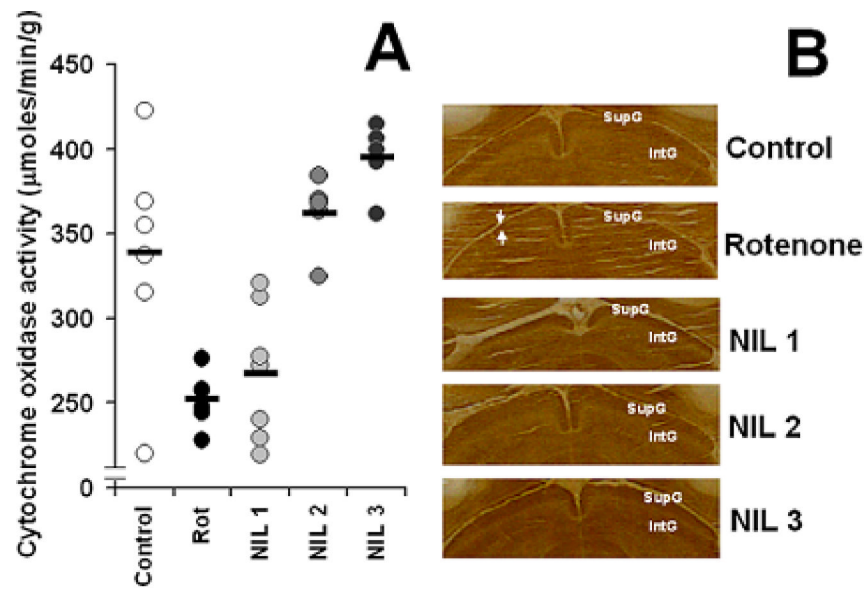 A
B
Cytochrome oxidase activity (µmoles/min/g)
450
400
350
300
250
0
Control
Rot
NIL 1
NIL 2
NIL 3
SupG
IntG
Control
SupG
IntG
Rotenone
SupG
IntG
NIL 1
SupG
IntG
NIL 2
SupG
IntG
NIL 3